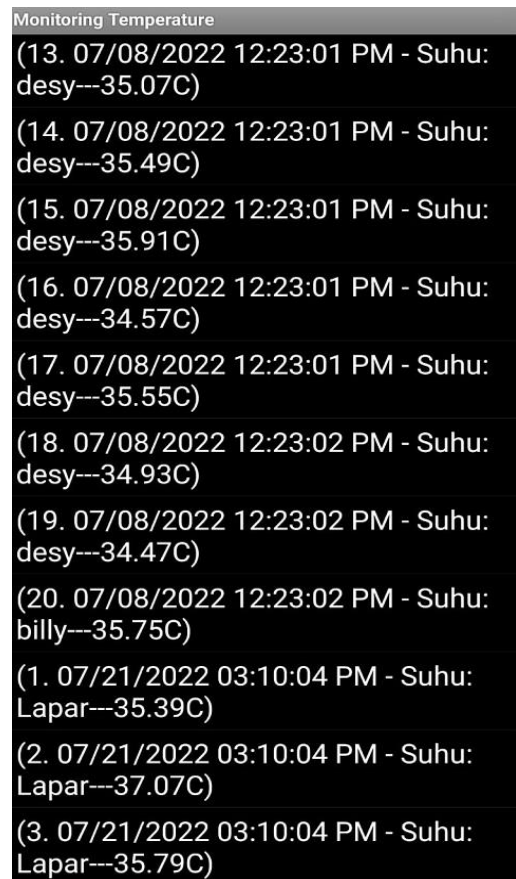 Monitoring Temperature
(13. 07/08/2022 12:23:01 PM - Suhu:
desy---35.07C)
(14. 07/08/2022 12:23:01 PM - Suhu:
desy---35.49C)
(15. 07/08/2022 12:23:01 PM - Suhu:
desy---35.91C)
(16. 07/08/2022 12:23:01 PM - Suhu:
desy---34.57C)
(17. 07/08/2022 12:23:01 PM - Suhu:
desy---35.55C)
(18. 07/08/2022 12:23:02 PM - Suhu:
desy---34.93C)
(19. 07/08/2022 12:23:02 PM - Suhu:
desy---34.47C)
(20. 07/08/2022 12:23:02 PM - Suhu:
billy---35.75C)
(1. 07/21/2022 03:10:04 PM - Suhu:
Lapar---35.39C)
(2. 07/21/2022 03:10:04 PM - Suhu:
Lapar---37.07C)
(3. 07/21/2022 03:10:04 PM - Suhu:
Lapar---35.79C)